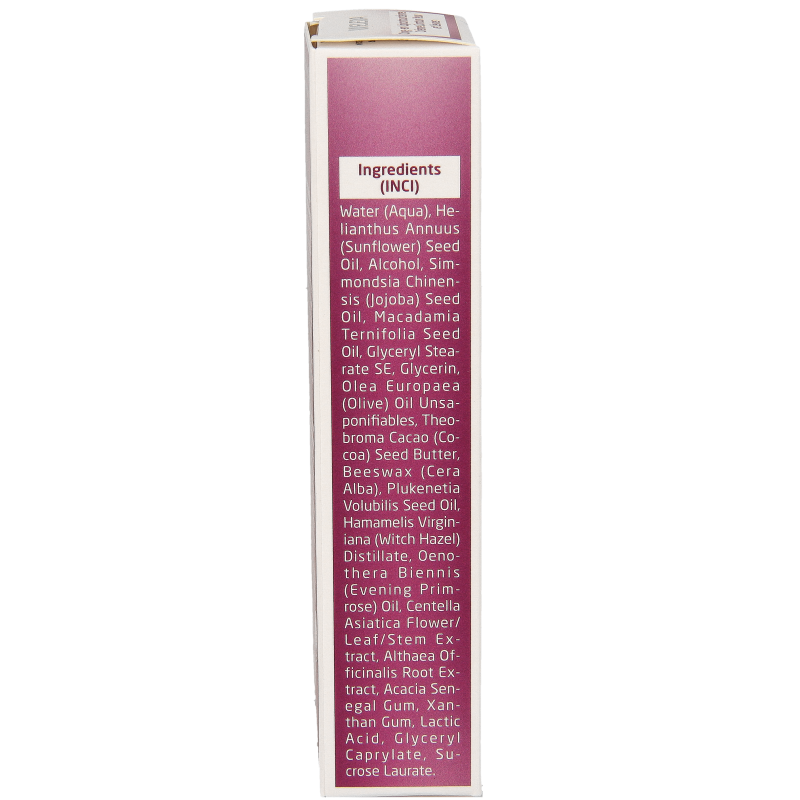 Ingredients
(INCI)
Water (Aqua), He-
lianthus Annuus
(Sunflower) Seed
Oil, Alcohol, Sim-
mondsia Chinen-
sis (Jojoba) Seed
Oil, Macadamia
Ternifolia Seed
Oil, Glyceryl Stea-
rate SE, Glycerin,
Olea Europaea
(Olive) Oil Unsa-
ponifiables, Theo-
broma Cacao (Co-
coa) Seed Butter,
Beeswax (Cera
Alba), Plukenetia
Volubilis Seed Oil,
Hamamelis Virgin-
iana (Witch Hazel)
Distillate, Oeno-
thera Biennis
(Evening Prim-
rose) Oil, Centella
Asiatica Flower/
Leaf/Stem Ex-
tract, Althaea Of-
ficinalis Root Ex-
tract, Acacia Sen-
egal Gum, Xan-
than Gum, Lactic
Acid, Glyceryl
Caprylate, Su-
crose Laurate.